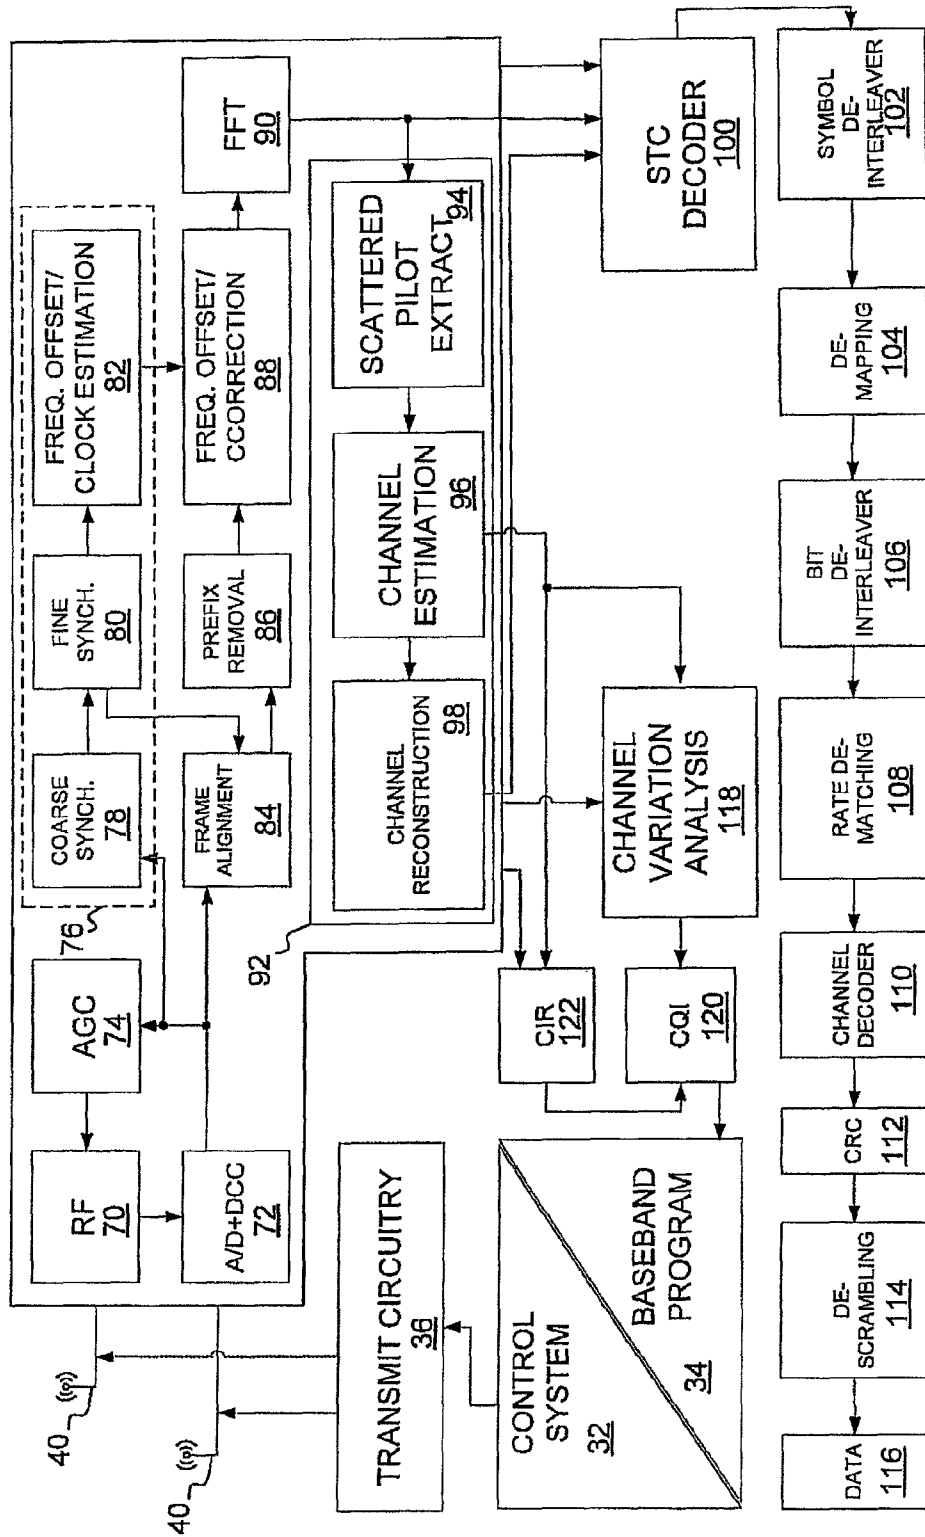 40
40
RF
70
AGC
74
A/D+DCC
72
76
COARSE
SYNCH.
78
FINE
SYNCH.
80
FREQ. OFFSET/
CLOCK ESTIMATION
82
FRAME
ALIGNMENT
84
PREFIX
REMOVAL
86
FREQ. OFFSET/
CCORRECTION
88
FFT
90
92
CHANNEL
RECONSTRUCTION
98
CHANNEL
ESTIMATION
96
SCATTERED
PILOT
EXTRACT
94
TRANSMIT CIRCUITRY
36
CONTROL
SYSTEM
32
BASEBAND
PROGRAM
34
CIR
122
CQI
120
CHANNEL
VARIATION
ANALYSIS
118
STC
DECODER
100
SYMBOL
DE-
INTERLEAVER
102
DE-
MAPPING
104
BIT
DE-
INTERLEAVER
106
RATE DE-
MATCHING
108
CHANNEL
DECODER
110
CRC
112
DE-
SCRAMBLING
114
DATA
116